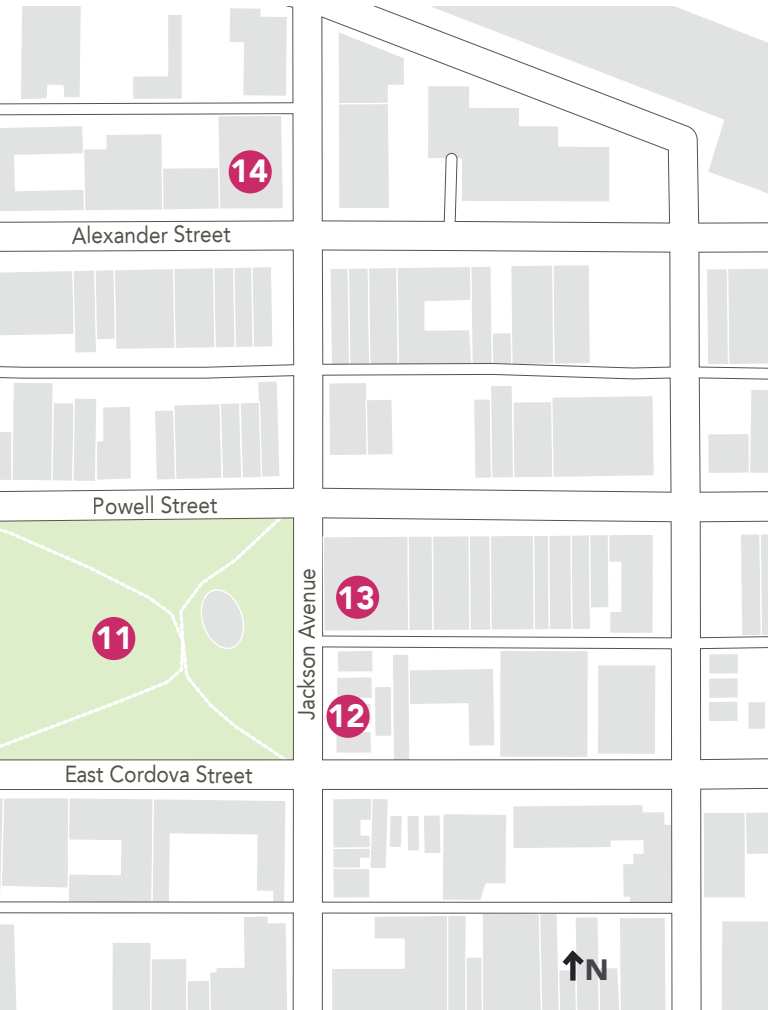 14
Alexander Street
Powell Street
Jackson Avenue
13
11
12
East Cordova Street
N